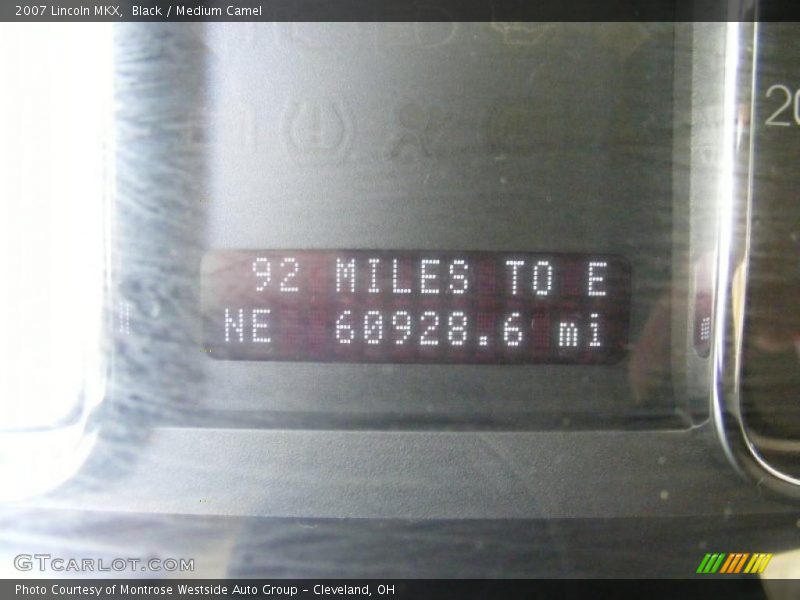 2007 Lincoln MKX, Black / Medium Camel
20
92 MILES TO E
NE 60928.6 mi
GTCARLOT.COM
Photo Courtesy of Montrose Westside Auto Group - Cleveland, OH